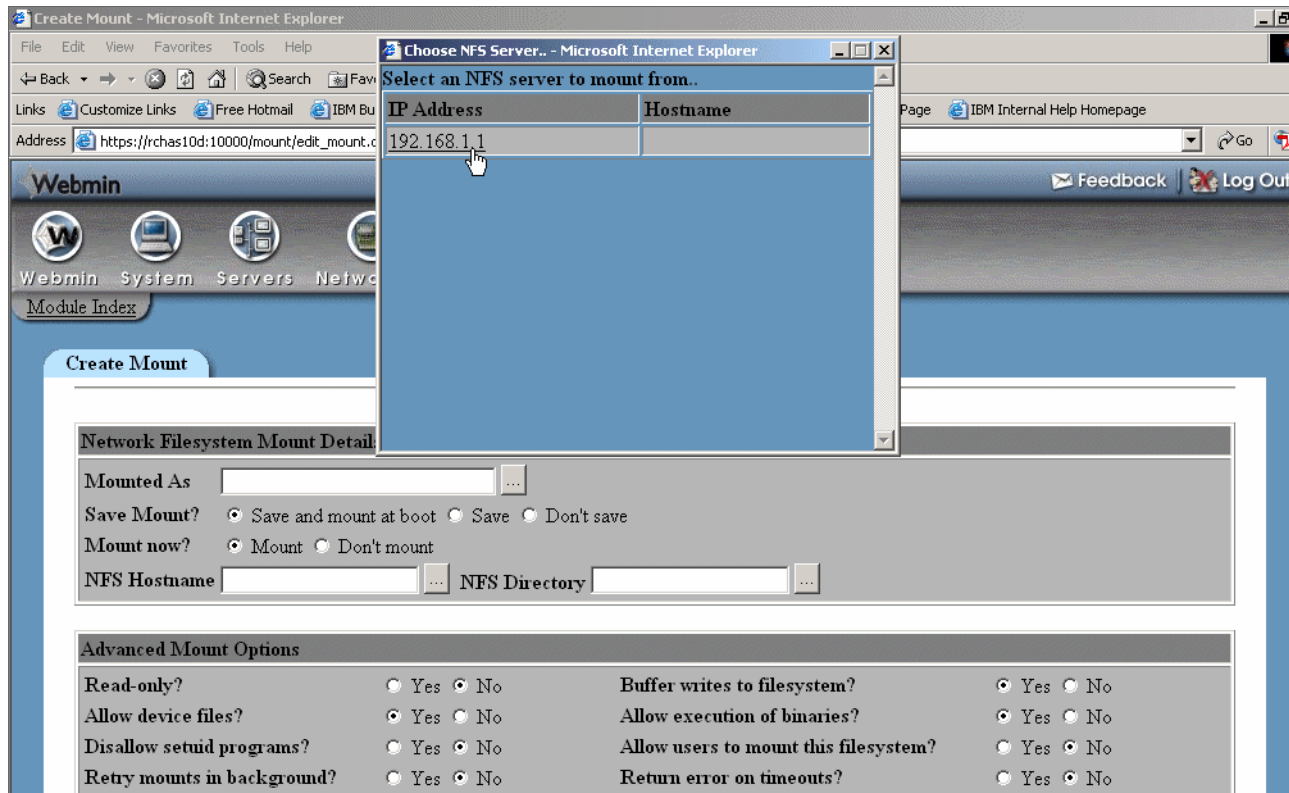 Create Mount - Microsoft Internet Explorer
File Edit View Favorites Tools Help
Choose NFS Server.. - Microsoft Internet Explorer
Back Search Fav
Select an NFS server to mount from..
Links Customize Links Free Hotmail IBM Bu
IP Address Hostname
Page IBM Internal Help Homepage
Address https://rchas10d:10000/mount/edit_mount.c
192.168.1.1
Go
Webmin
Feedback Log Out
W
Webmin System Servers Netwo
Module Index
Create Mount
Network Filesystem Mount Details
Mounted As ...
Save Mount? Save and mount at boot Save Don't save
Mount now? Mount Don't mount
NFS Hostname ... NFS Directory ...
Advanced Mount Options
Read-only? Yes No Buffer writes to filesystem? Yes No
Allow device files? Yes No Allow execution of binaries? Yes No
Disallow setuid programs? Yes No Allow users to mount this filesystem? Yes No
Retry mounts in background? Yes No Return error on timeouts? Yes No